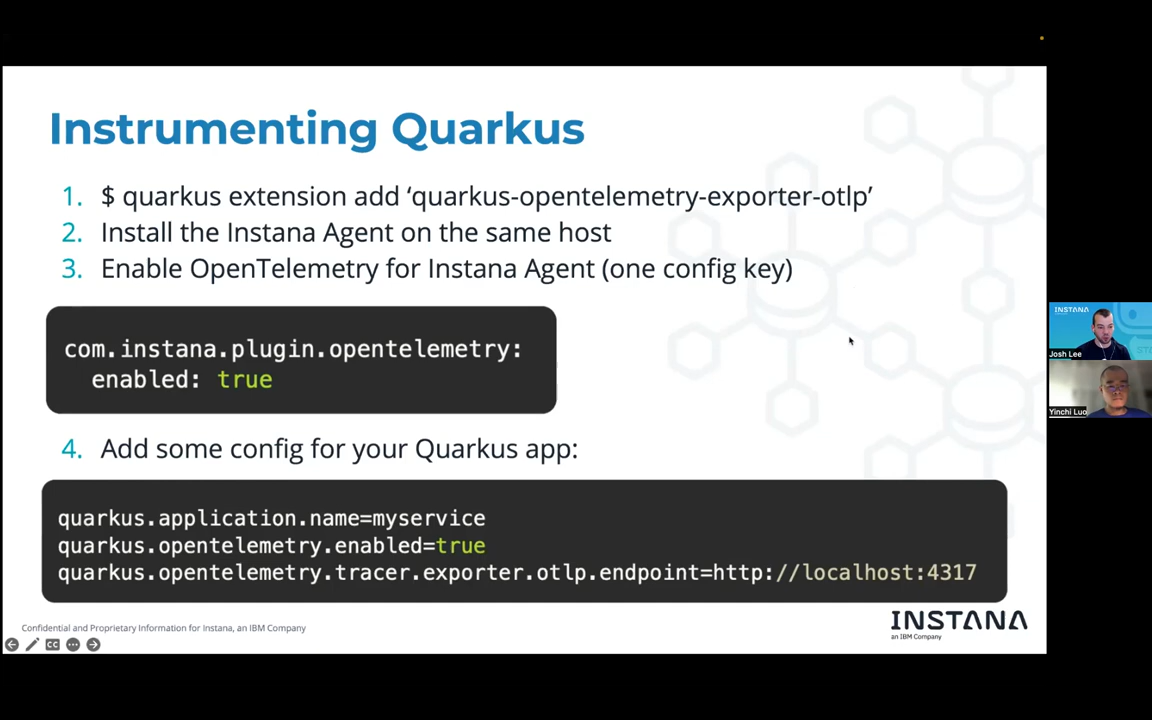 Instrumenting Quarkus
1. $ quarkus extension add ‘quarkus-opentelemetry-exporter-otlp’
2. Install the Instana Agent on the same host
3. Enable OpenTelemetry for Instana Agent (one config key)
com.instana.plugin.opentelemetry:
enabled: true
4. Add some config for your Quarkus app:
quarkus.application.name=myservice
quarkus.opentelemetry.enabled=true
quarkus.opentelemetry.tracer.exporter.otlp.endpoint=http://localhost:4317
Confidential and Proprietary Information for Instana, an IBM Company
INSTANA
an IBM Company
CC
INSTANA
Josh Lee
Yinchi Luo